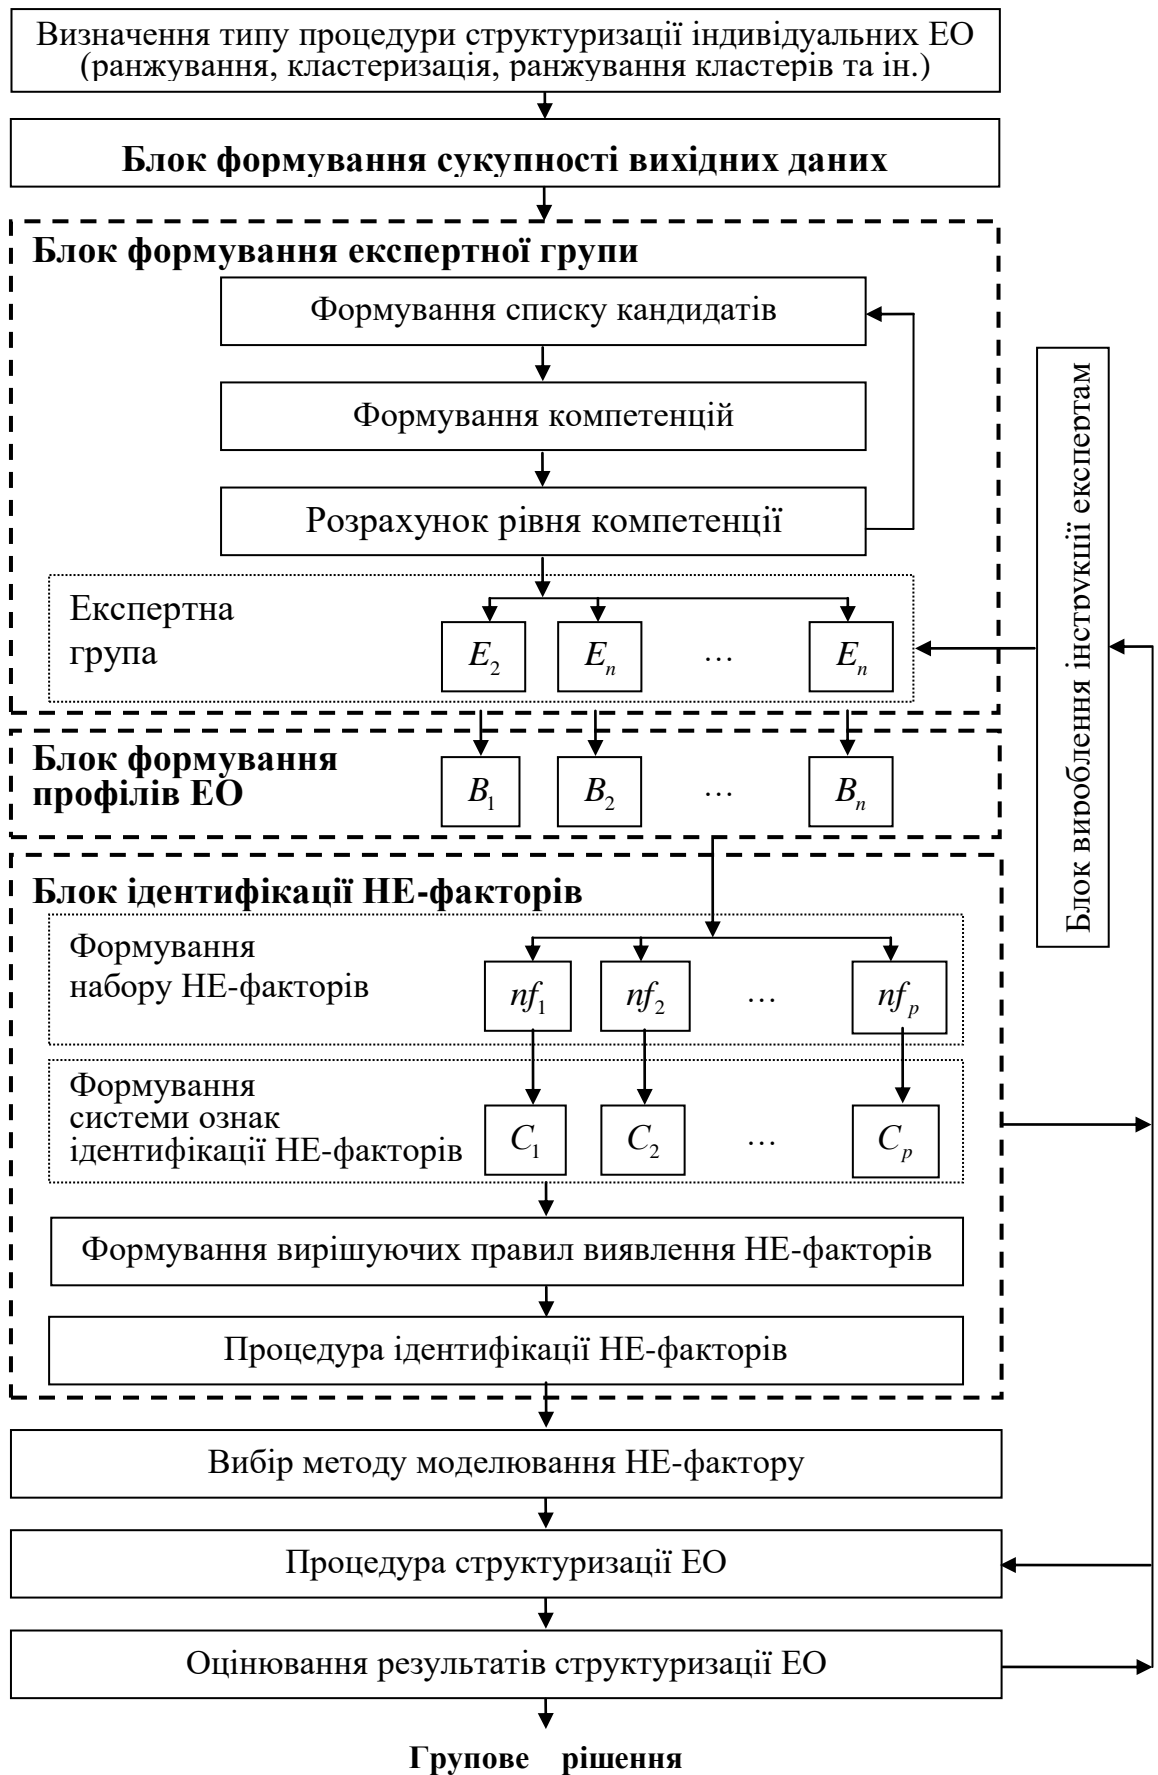 Визначення типу процедури структуризації індивідуальних ЕО
(ранжування, кластеризація, ранжування кластерів та ін.)
Блок формування сукупності вихідних даних
Блок формування експертної групи
Формування списку кандидатів
Формування компетенцій
Розрахунок рівня компетенції
Експертна
група
E2 En ... En
Блок вироблення інструкції експертам
Блок формування
профілів ЕО
B1 B2 ... Bn
Блок ідентифікації НЕ-факторів
Формування
набору НЕ-факторів
nf1 nf2 ... nfp
Формування
системи ознак
ідентифікації НЕ-факторів
C1 C2 ... Cp
Формування вирішуючих правил виявлення НЕ-факторів
Процедура ідентифікації НЕ-факторів
Вибір методу моделювання НЕ-фактору
Процедура структуризації ЕО
Оцінювання результатів структуризації ЕО
Групове рішення